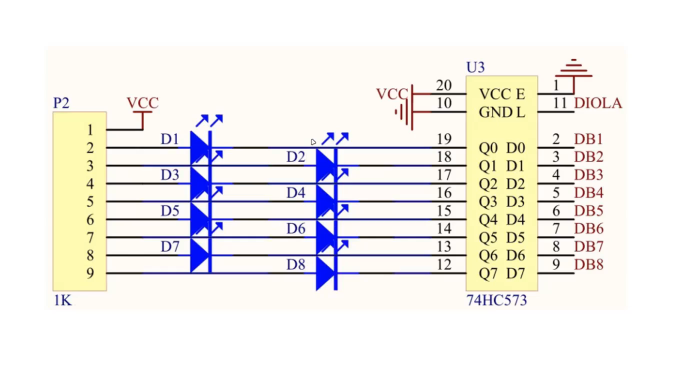 U3
P2
VCC
1
2
3
4
5
6
7
8
9
1K
D1
D2
D3
D4
D5
D6
D7
D8
VCC
20
10
19
18
17
16
15
14
13
12
VCC E
GND L
Q0 D0
Q1 D1
Q2 D2
Q3 D3
Q4 D4
Q5 D5
Q6 D6
Q7 D7
1
11 DIOLA
2 DB1
3 DB2
4 DB3
5 DB4
6 DB5
7 DB6
8 DB7
9 DB8
74HC573